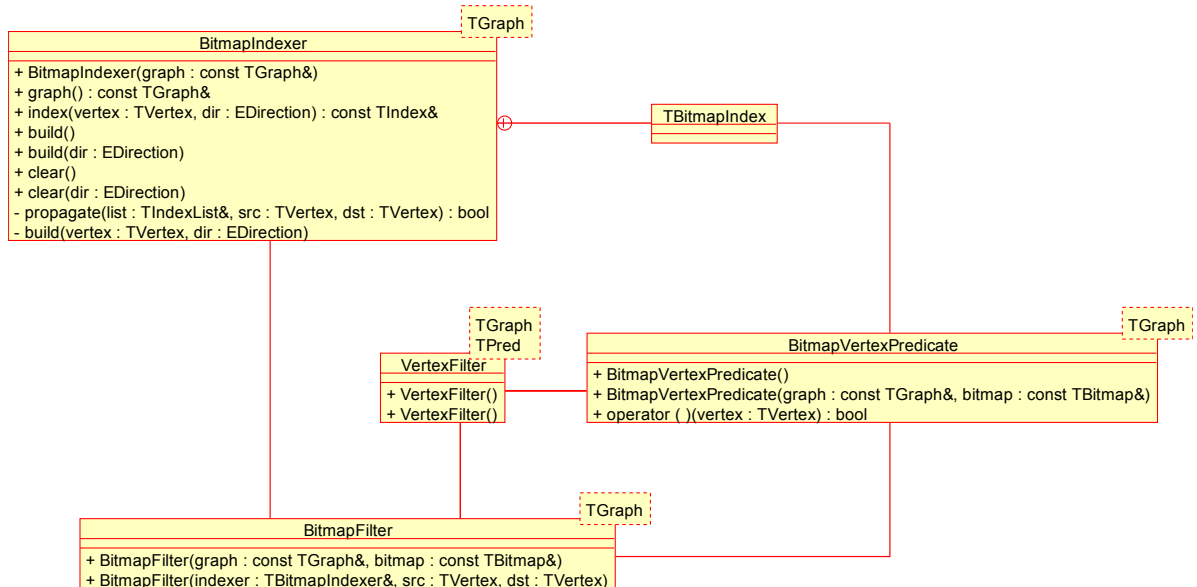 TGraph
BitmapIndexer
+ BitmapIndexer(graph : const TGraph&)
+ graph() : const TGraph&
+ index(vertex : TVertex, dir : EDirection) : const TIndex&
+ build()
+ build(dir : EDirection)
+ clear()
+ clear(dir : EDirection)
- propagate(list : TIndexList&, src : TVertex, dst : TVertex) : bool
- build(vertex : TVertex, dir : EDirection)
TBitmapIndex
TGraph
TPred
VertexFilter
+ VertexFilter()
+ VertexFilter()
TGraph
BitmapVertexPredicate
+ BitmapVertexPredicate()
+ BitmapVertexPredicate(graph : const TGraph&, bitmap : const TBitmap&)
+ operator ( )(vertex : TVertex) : bool
TGraph
BitmapFilter
+ BitmapFilter(graph : const TGraph&, bitmap : const TBitmap&)
+ BitmapFilter(indexer : TBitmapIndexer&, src : TVertex, dst : TVertex)